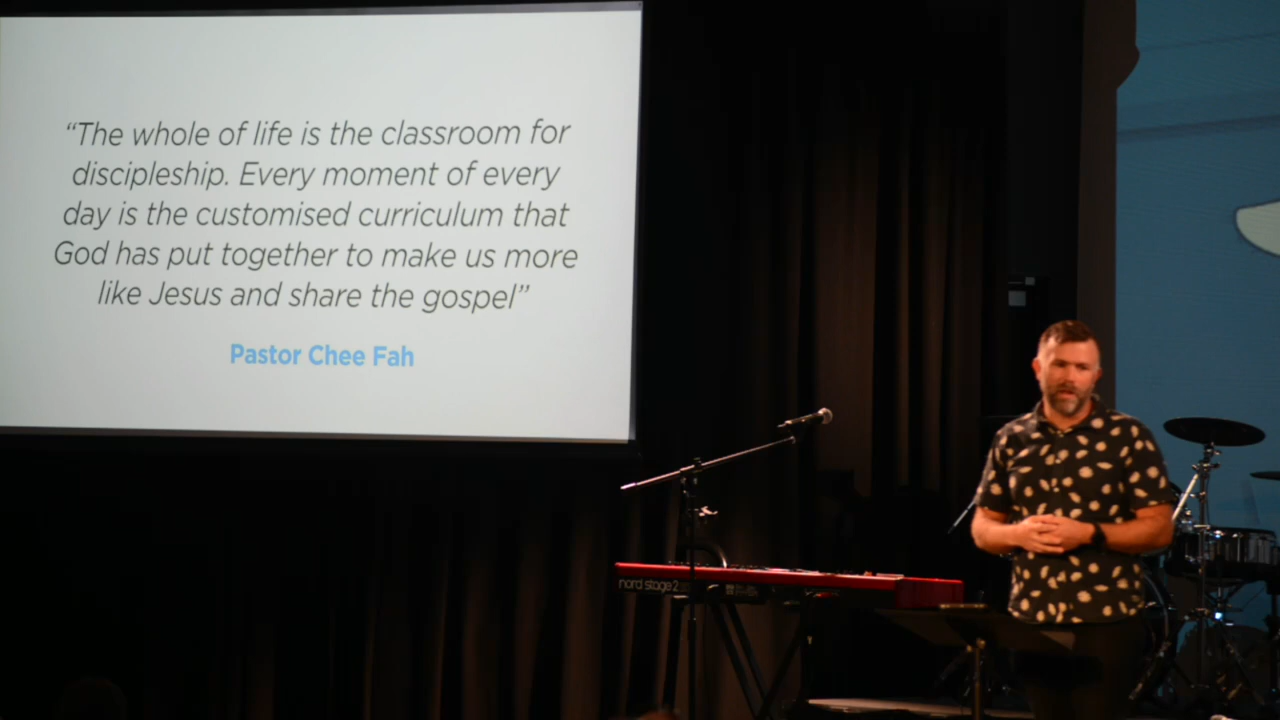 “The whole of life is the classroom for
discipleship. Every moment of every
day is the customised curriculum that
God has put together to make us more
like Jesus and share the gospel”
Pastor Chee Fah
nord stage 2